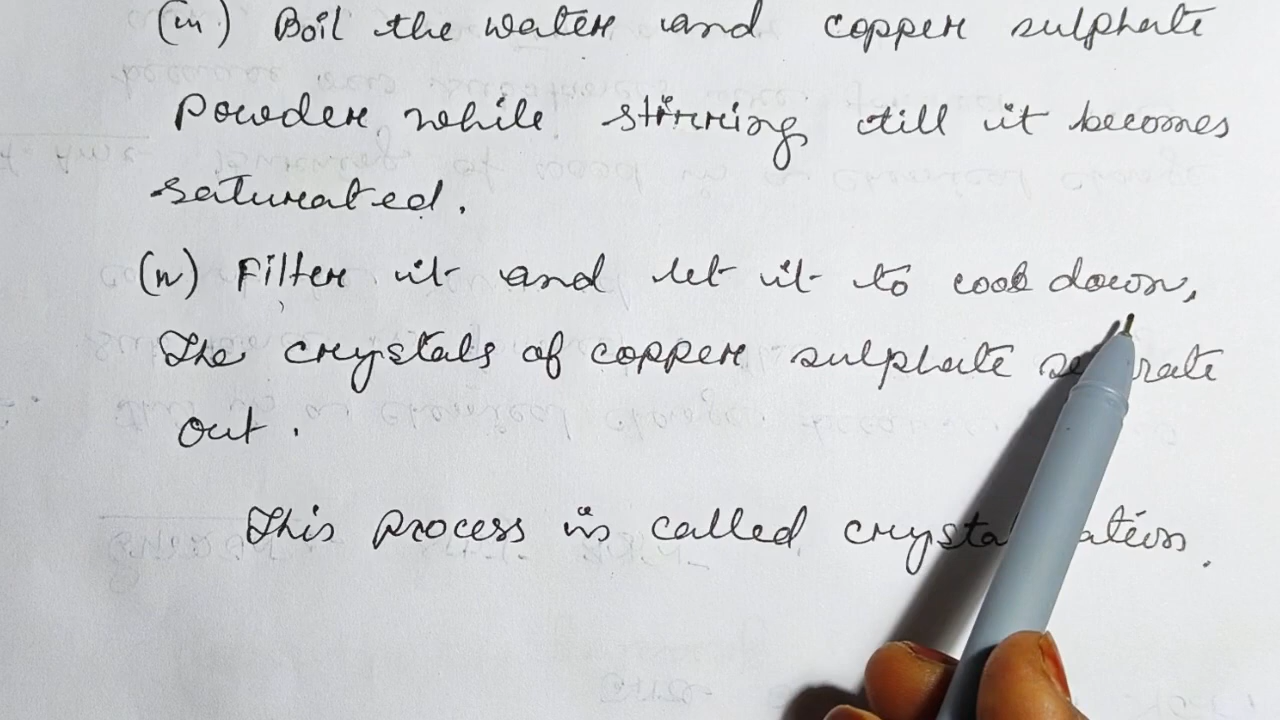 (iii) Boil the water and copper sulphate
powder while stirring till it becomes
saturated.
(iv) Filter it and let it to cool down,
The crystals of copper sulphate
out.
This process is called